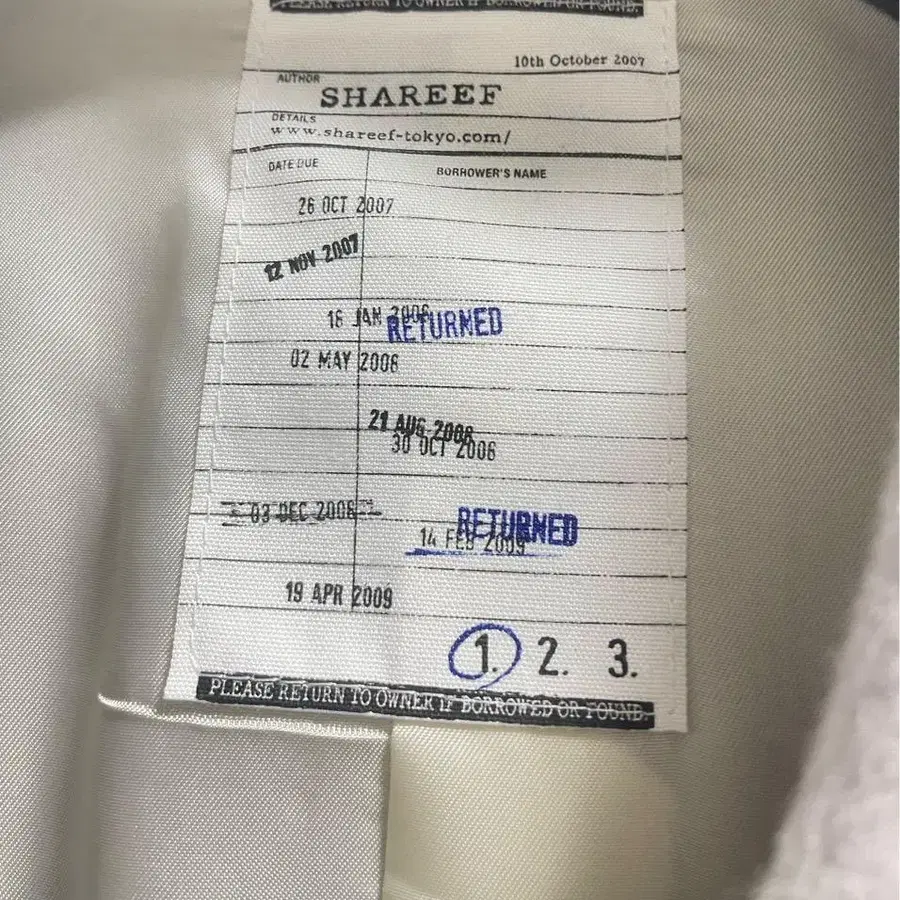 PLEASE RETURN TO OWNER IF BORROWED OR FOUND.
10th October 2007
AUTHOR
SHAREEF
DETAILS
www.shareef-tokyo.com/
DATE DUE BORROWER'S NAME
26 OCT 2007
12 NOV 2007
18 JAN 2008 RETURNED
02 MAY 2008
21 AUG 2008
30 OCT 2008
03 DEC 2008
RETURNED
14 FEB 2009
19 APR 2009
1. 2. 3.
PLEASE RETURN TO OWNER IF BORROWED OR FOUND.